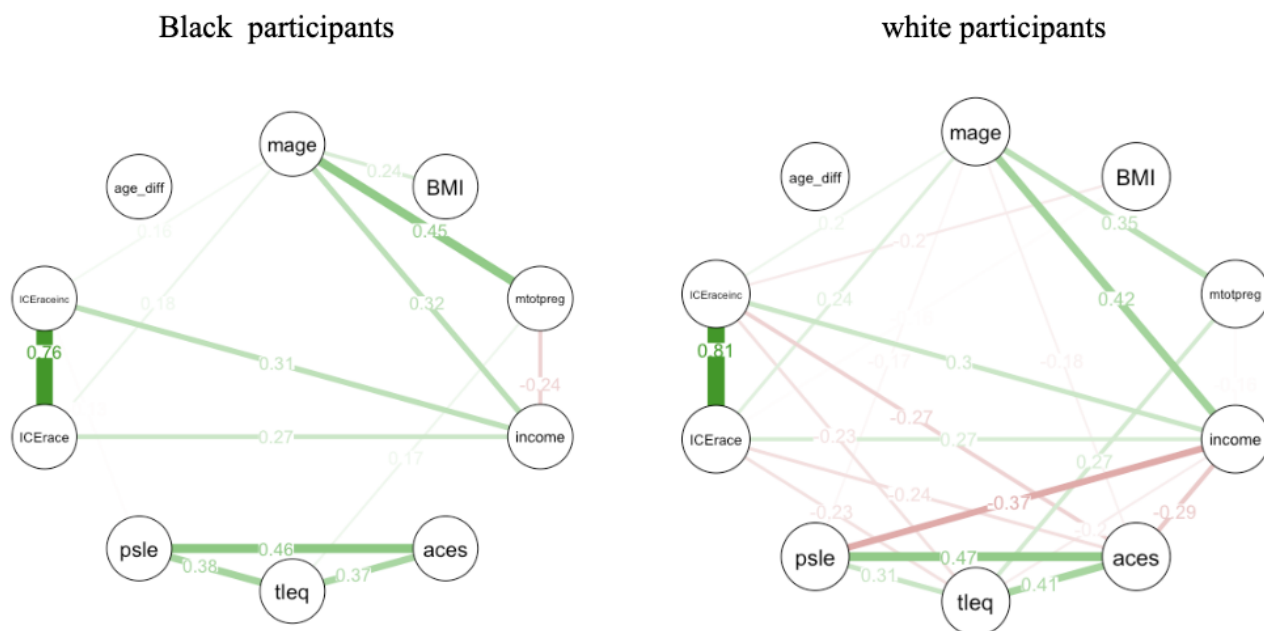 Black participants
white participants
mage
age_diff
BMI
0.24
0.45
0.16
ICEraceinc
mtotpreg
0.18
0.32
0.76
0.31
-0.24
ICErace
0.27
income
0.17
psle
0.46
aces
0.38
0.37
tleq
mage
age_diff
BMI
0.2
0.35
-0.2
ICEraceinc
mtotpreg
0.24
0.42
0.81
0.3
-0.17
-0.18
ICErace
0.27
income
-0.23
-0.27
0.27
-0.24
-0.37
-0.23
-0.2
-0.29
psle
0.47
aces
0.31
0.41
tleq